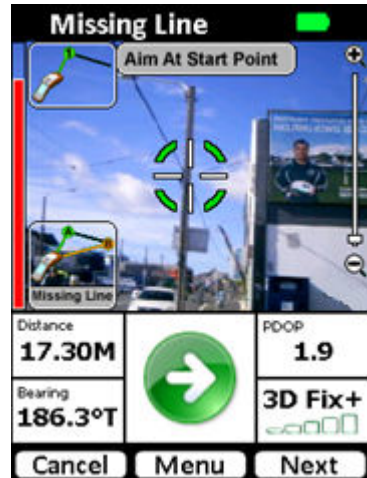 Missing Line
Aim At Start Point
A
A
B
Missing Line
Distance
17.30M
Bearing
186.3°T
PDOP
1.9
3D Fix+
Cancel
Menu
Next